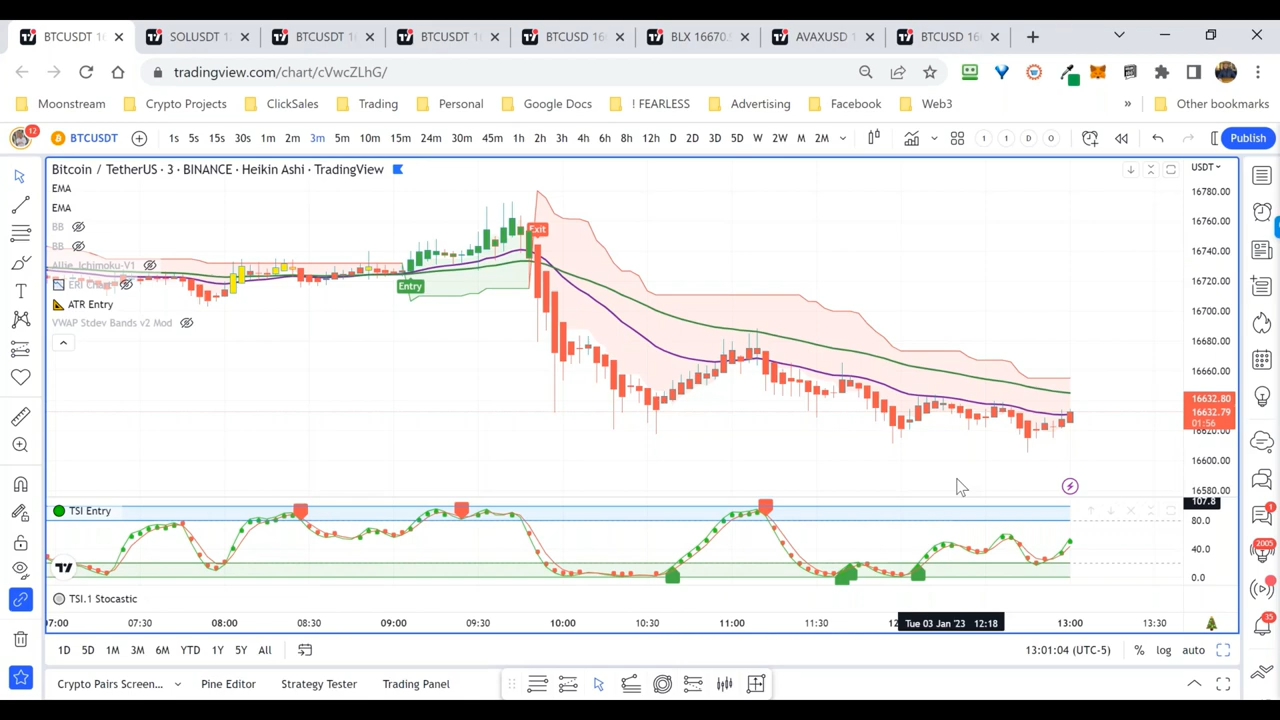 BTCUSDT 16
SOLUSDT 1
BTCUSDT 16
BTCUSDT 16
BTCUSD 16
BLX 16670.
AVAXUSD 1
BTCUSD 16
tradingview.com/chart/cVwcZLhG/
Moonstream
Crypto Projects
ClickSales
Trading
Personal
Google Docs
! FEARLESS
Advertising
Facebook
Web3
»
Other bookmarks
12
BTCUSDT
1s 5s 15s 30s 1m 2m 3m 5m 10m 15m 24m 30m 45m 1h 2h 3h 4h 6h 8h 12h D 2D 3D 5D W 2W M 2M
1 1 D O
Publish
Bitcoin / TetherUS · 3 · BINANCE · Heikin Ashi · TradingView
USDT
EMA
EMA
BB
BB
Allie_Ichimoku-V1
ATR Entry
VWAP Stdev Bands v2 Mod
Entry
Exit
16780.00
16760.00
16740.00
16720.00
16700.00
16680.00
16660.00
16632.80
16632.79
01:56
16620.00
16600.00
16580.00
TSI Entry
107.8
80.0
40.0
0.0
TSI.1 Stocastic
07:00
07:30
08:00
08:30
09:00
09:30
10:00
10:30
11:00
11:30
Tue 03 Jan '23 12:18
13:00
13:30
1
2005
35
1D 5D 1M 3M 6M YTD 1Y 5Y All
13:01:04 (UTC-5)
% log auto
Crypto Pairs Screen...
Pine Editor
Strategy Tester
Trading Panel